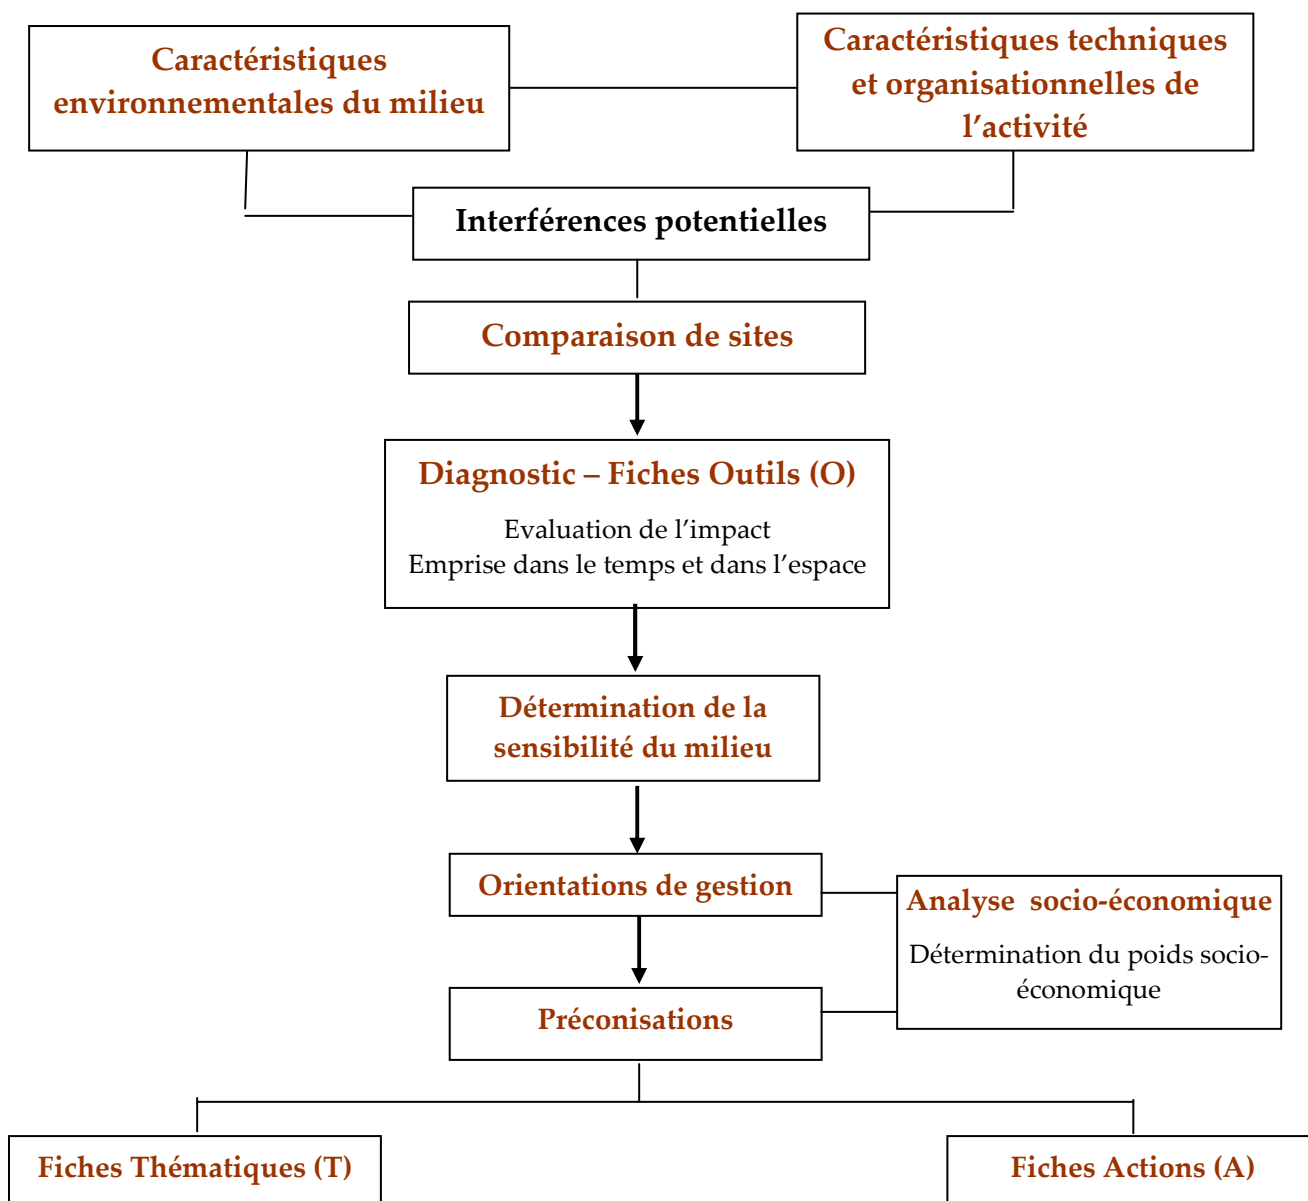 Caractéristiques
environnementales du milieu
Caractéristiques techniques
et organisationnelles de
l’activité
Interférences potentielles
Comparaison de sites
Diagnostic – Fiches Outils (O)
Evaluation de l’impact
Emprise dans le temps et dans l’espace
Détermination de la
sensibilité du milieu
Orientations de gestion
Analyse socio-économique
Détermination du poids socio-
économique
Préconisations
Fiches Thématiques (T)
Fiches Actions (A)